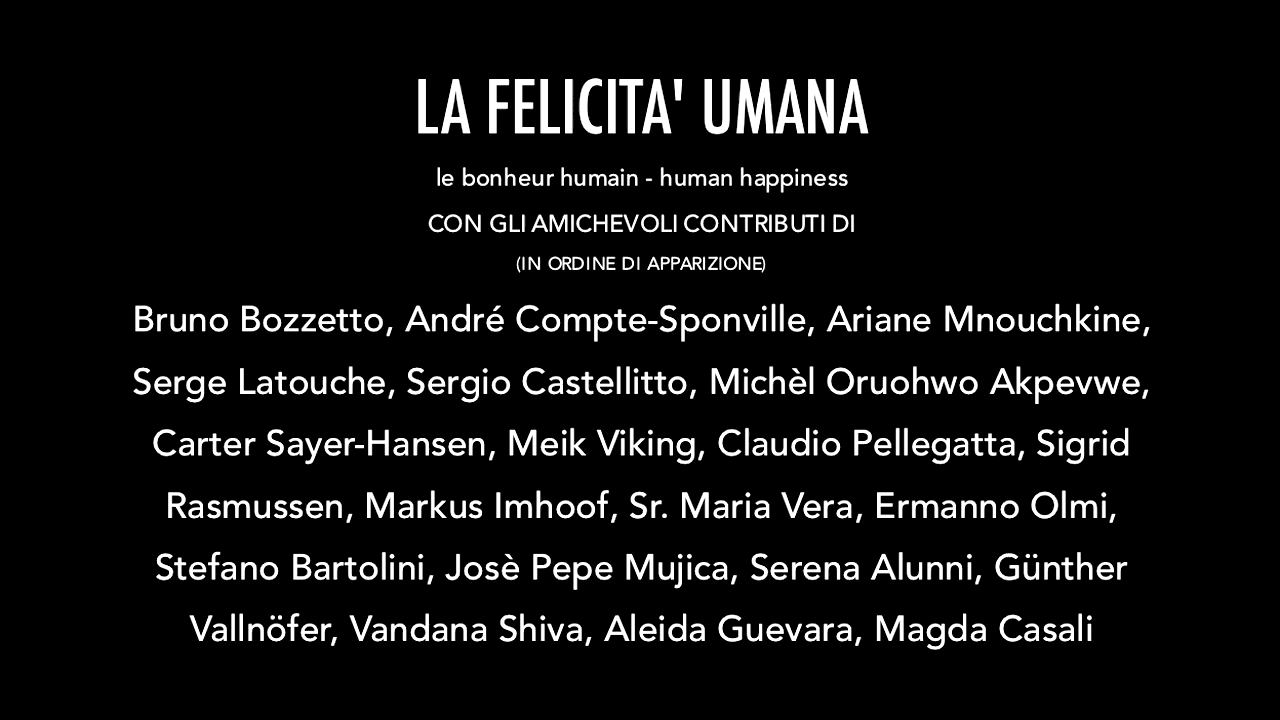 LA FELICITA' UMANA
le bonheur humain - human happiness
CON GLI AMICHEVOLI CONTRIBUTI DI
(IN ORDINE DI APPARIZIONE)
Bruno Bozzetto, André Compte-Sponville, Ariane Mnouchkine,
Serge Latouche, Sergio Castellitto, Michèl Oruohwo Akpevwe,
Carter Sayer-Hansen, Meik Viking, Claudio Pellegatta, Sigrid
Rasmussen, Markus Imhoof, Sr. Maria Vera, Ermanno Olmi,
Stefano Bartolini, Josè Pepe Mujica, Serena Alunni, Günther
Vallnöfer, Vandana Shiva, Aleida Guevara, Magda Casali